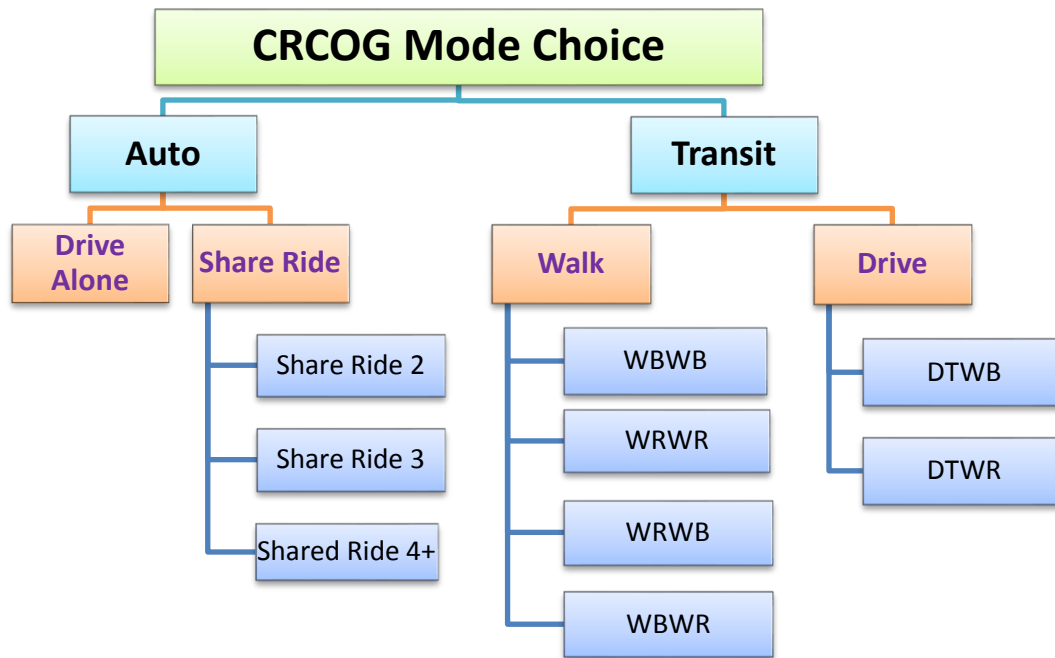 CRCOG Mode Choice
Auto
Transit
Drive
Alone
Share Ride
Walk
Drive
Share Ride 2
Share Ride 3
Shared Ride 4+
WBWB
WRWR
WRWB
WBWR
DTWB
DTWR